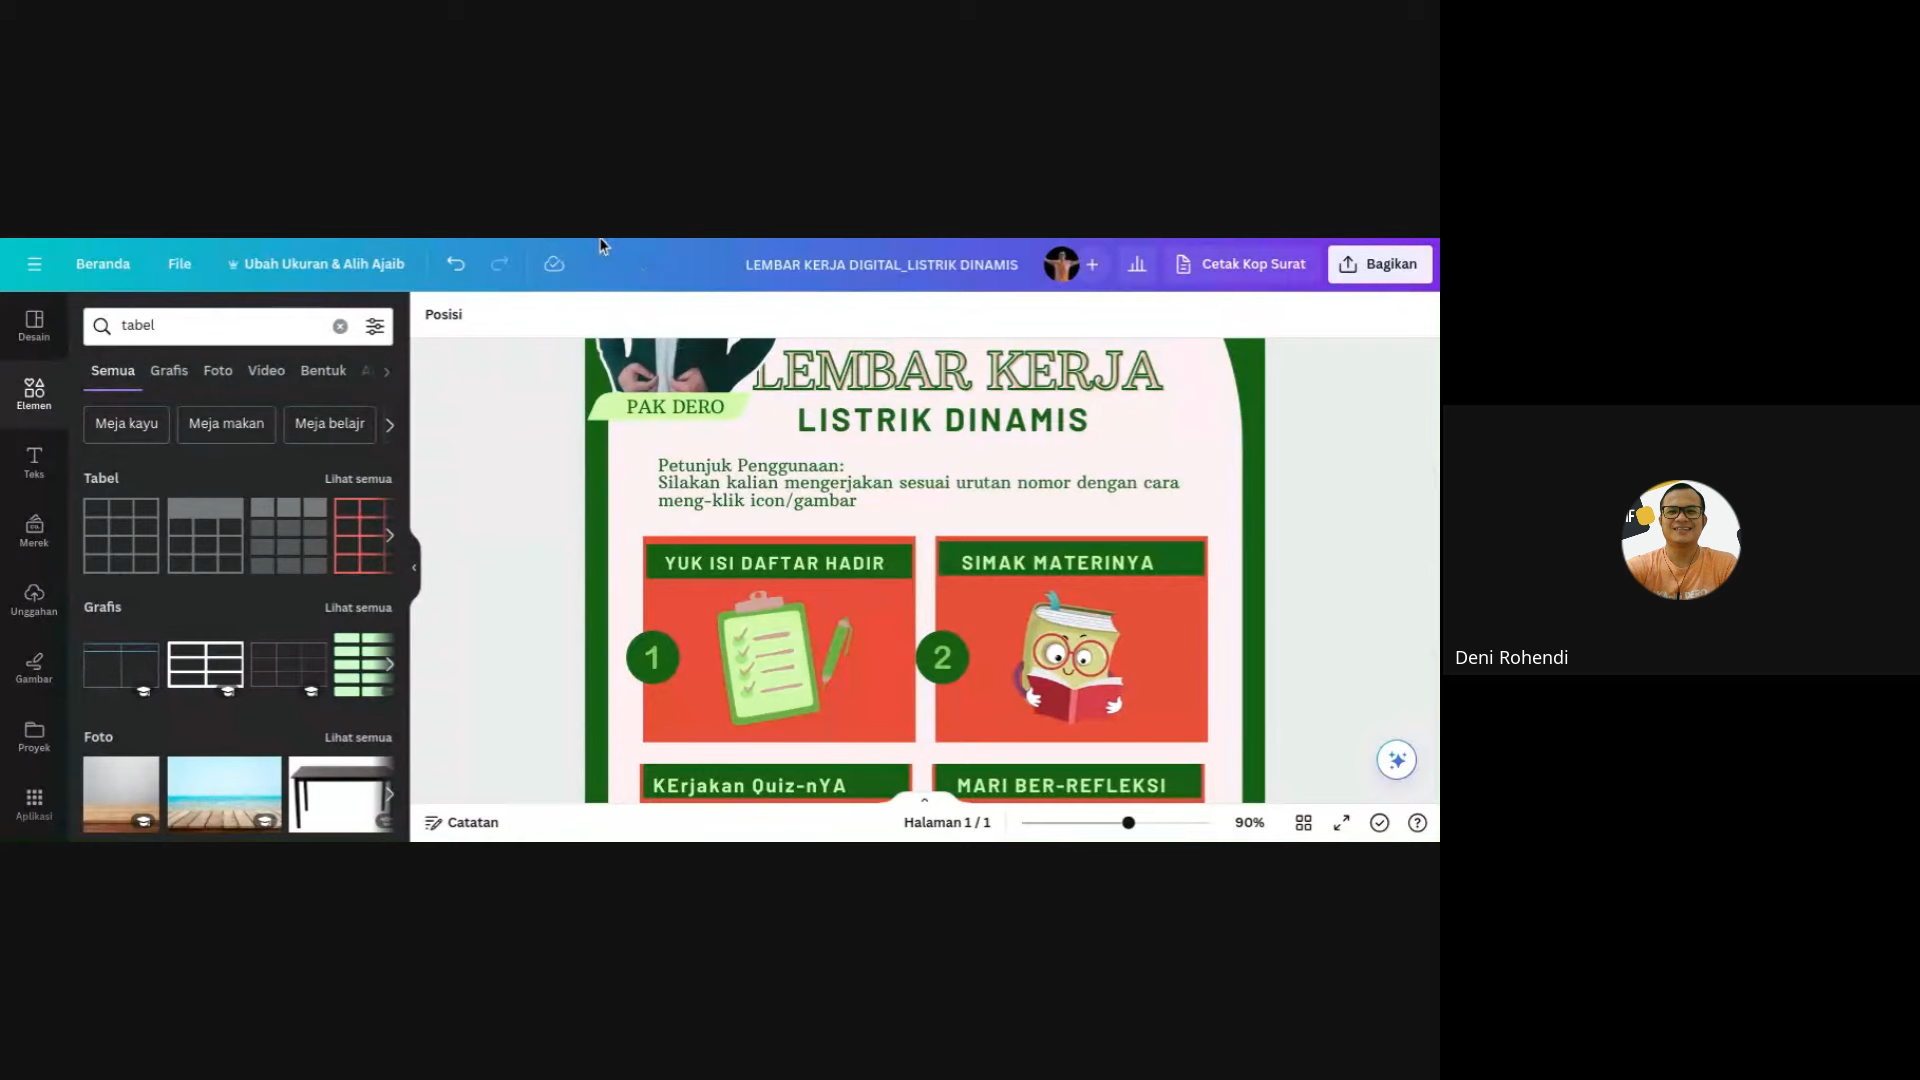 Beranda
File
Ubah Ukuran & Alih Ajaib
LEMBAR KERJA DIGITAL_LISTRIK DINAMIS
Cetak Kop Surat
Bagikan
Desain
Elemen
Teks
Merek
Unggahan
Gambar
Proyek
Aplikasi
tabel
Semua
Grafis
Foto
Video
Bentuk
Meja kayu
Meja makan
Meja belajr
Tabel
Lihat semua
Grafis
Lihat semua
Foto
Lihat semua
Posisi
PAK DERO
LEMBAR KERJA
LISTRIK DINAMIS
Petunjuk Penggunaan:
Silakan kalian mengerjakan sesuai urutan nomor dengan cara
meng-klik icon/gambar
YUK ISI DAFTAR HADIR
1
SIMAK MATERINYA
2
KErjakan Quiz-nYA
MARI BER-REFLEKSI
Catatan
Halaman 1 / 1
90%
Deni Rohendi